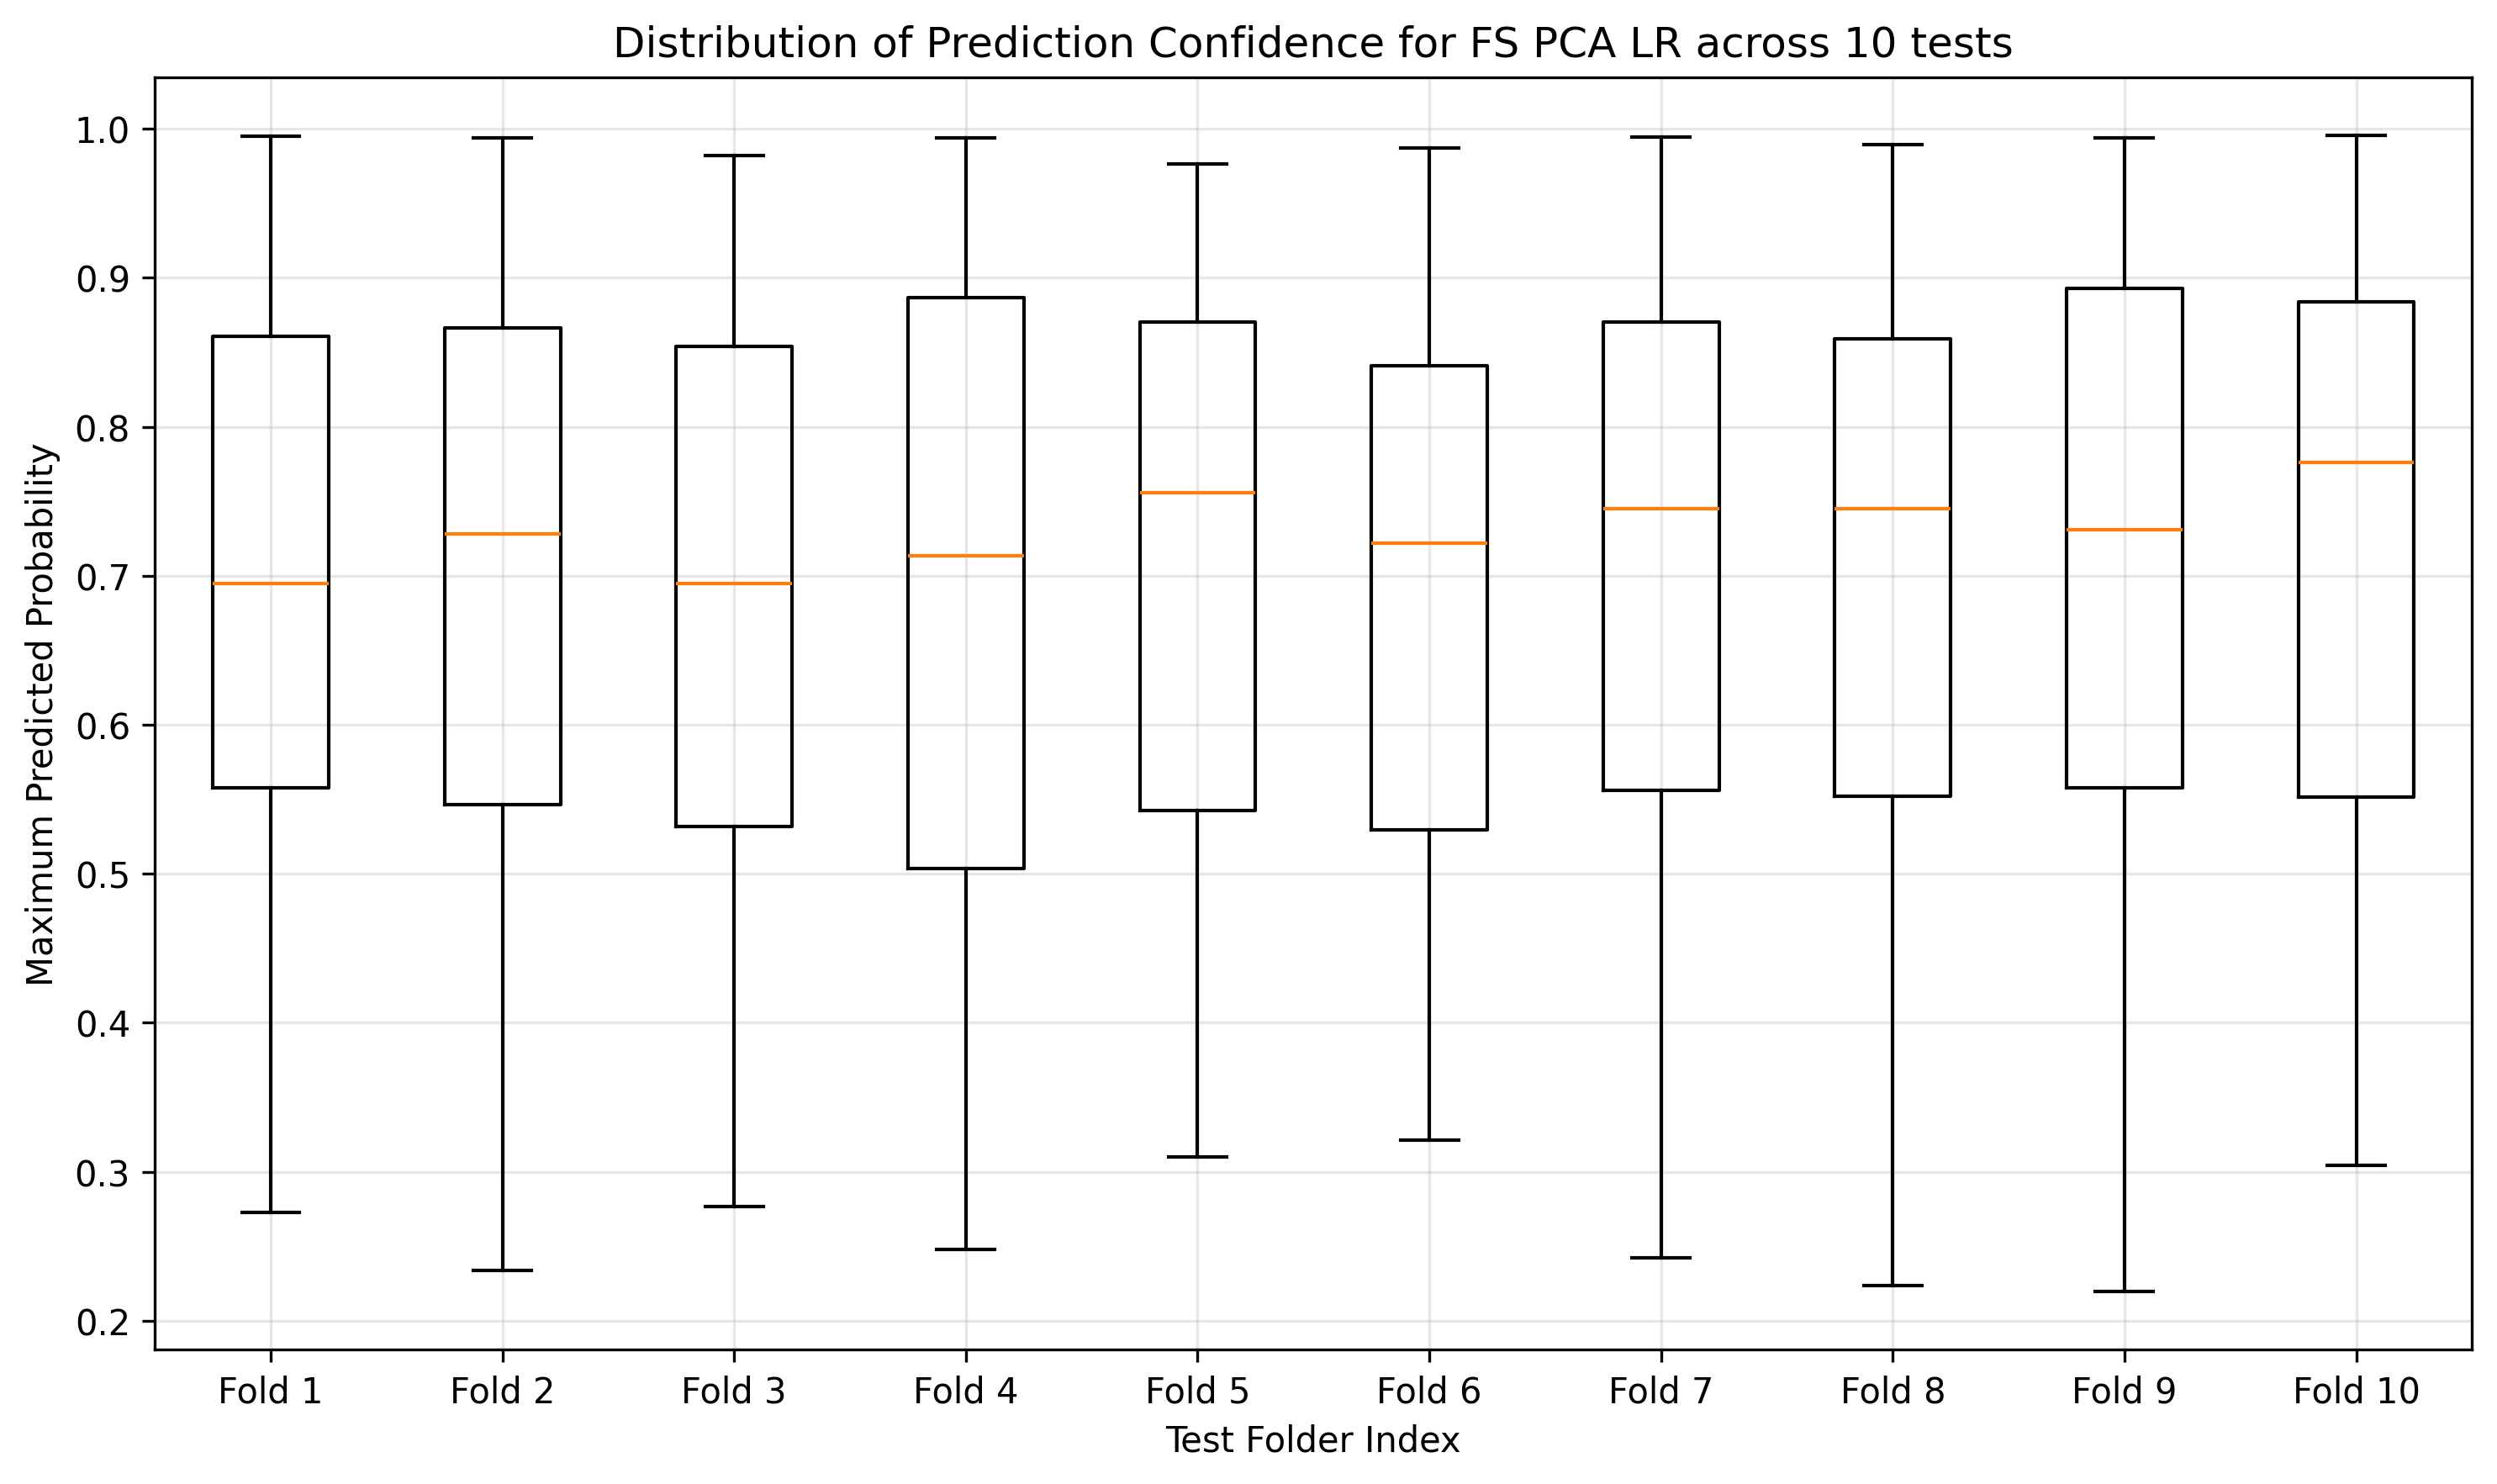 Distribution of Prediction Confidence for FS PCA LR across 10 tests
Maximum Predicted Probability
1.0
0.9
0.8
0.7
0.6
0.5
0.4
0.3
0.2
Fold 1 Fold 2 Fold 3 Fold 4 Fold 5 Fold 6 Fold 7 Fold 8 Fold 9 Fold 10
Test Folder Index